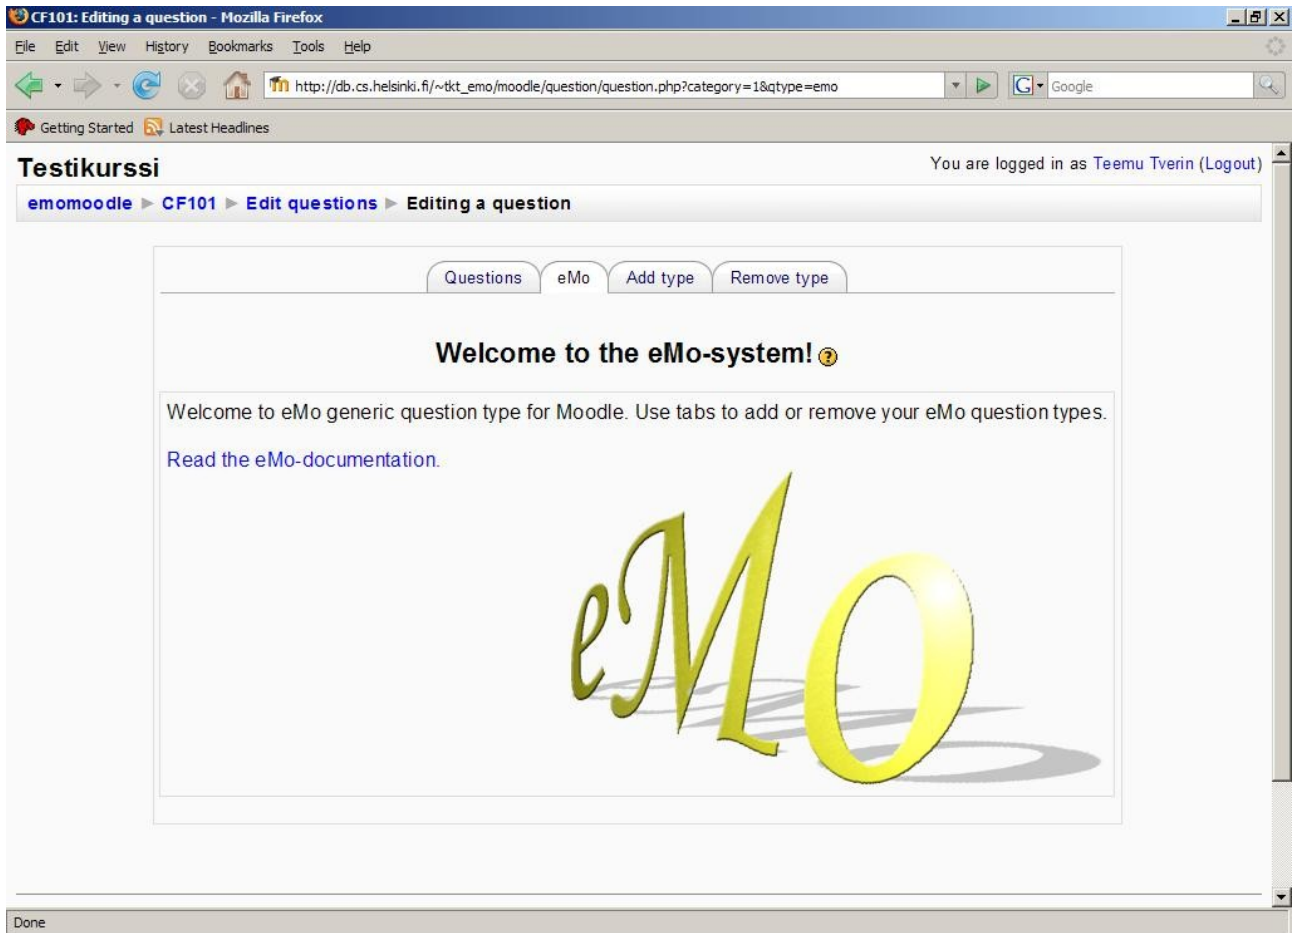 CF101: Editing a question - Mozilla Firefox
File Edit View History Bookmarks Tools Help
http://db.cs.helsinki.fi/~tkt_emo/moodle/question/question.php?category=1&qtype=emo
G Google
Getting Started Latest Headlines
Testikurssi
You are logged in as Teemu Tverin (Logout)
emomoodle ► CF101 ► Edit questions ► Editing a question
Questions eMo Add type Remove type
Welcome to the eMo-system! ?
Welcome to eMo generic question type for Moodle. Use tabs to add or remove your eMo question types.
Read the eMo-documentation.
eMo
Done